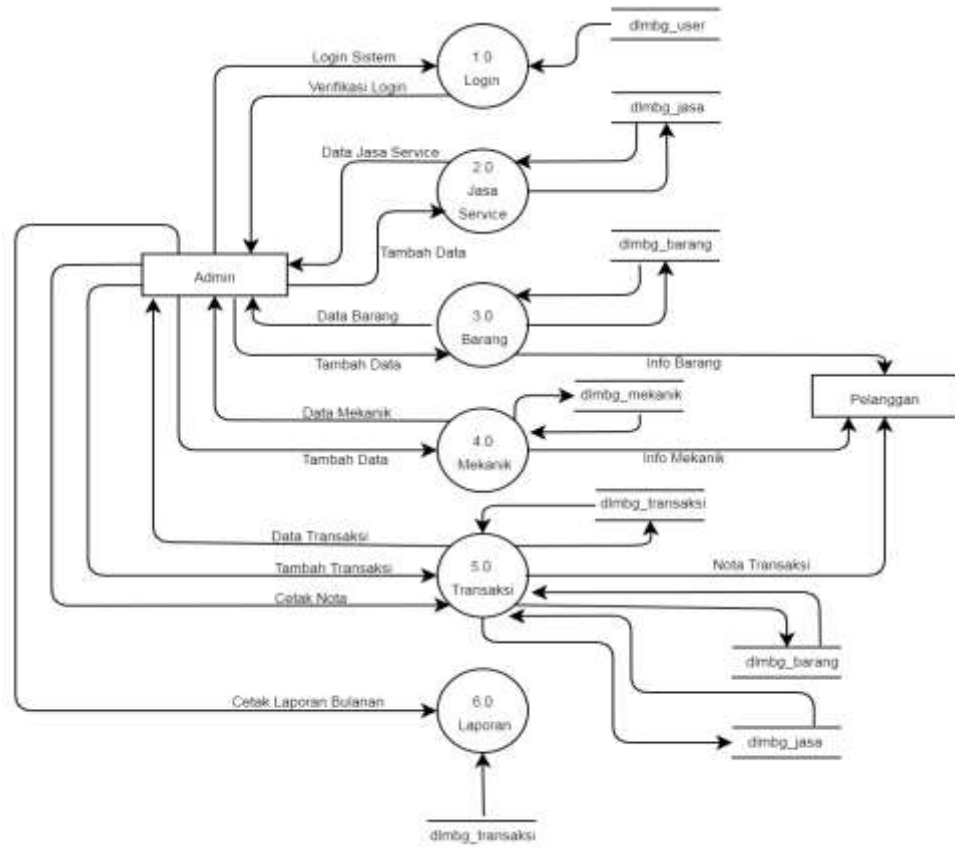 dlmbg_user
Login Sistem
1.0
Login
Verifikasi Login
dlmbg_jasa
Data Jasa Service
2.0
Jasa
Service
Tambah Data
dlmbg_barang
Admin
Data Barang
3.0
Barang
Tambah Data
Info Barang
dlmbg_mekanik
Pelanggan
Data Mekanik
4.0
Mekanik
Tambah Data
Info Mekanik
dlmbg_transaksi
Data Transaksi
5.0
Transaksi
Tambah Transaksi
Nota Transaksi
Cetak Nota
dlmbg_barang
Cetak Laporan Bulanan
6.0
Laporan
dlmbg_jasa
dlmbg_transaksi